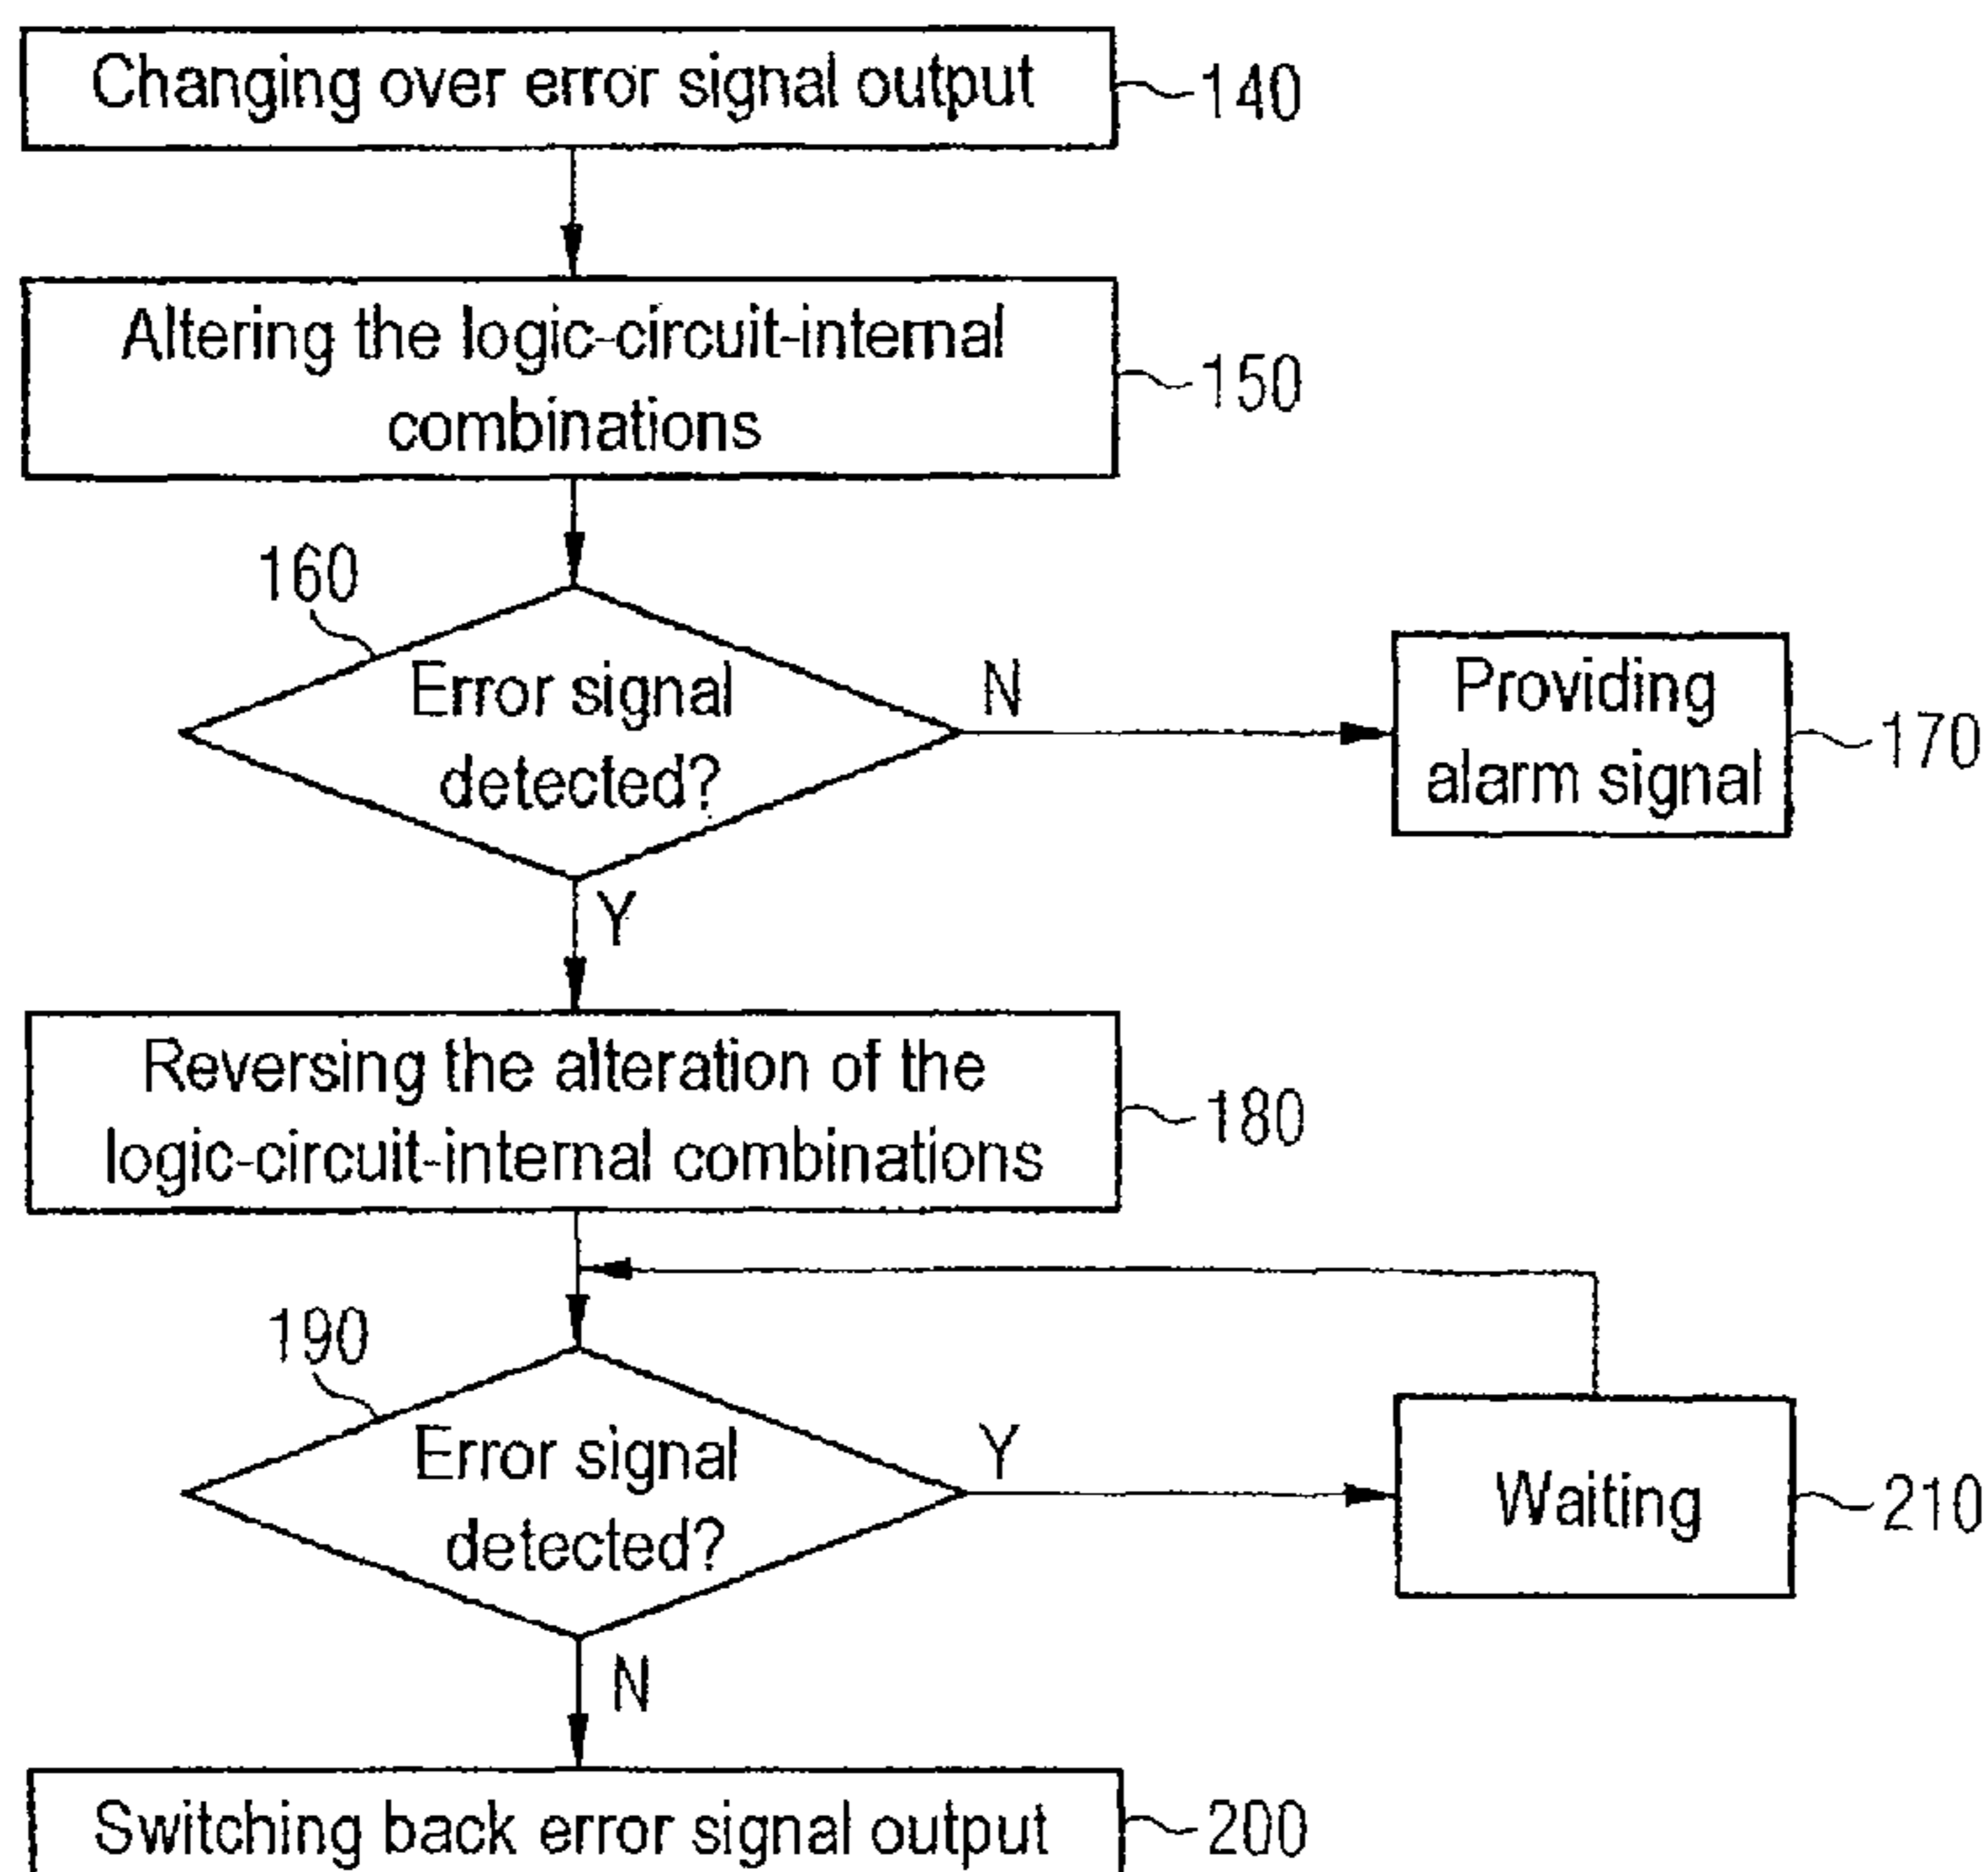 Changing over error signal output
140
Altering the logic-circuit-internal
combinations
150
160
Error signal
detected?
N
Providing
alarm signal
170
Y
Reversing the alteration of the
logic-circuit-internal combinations
180
190
Error signal
detected?
Y
Waiting
210
N
Switching back error signal output
200